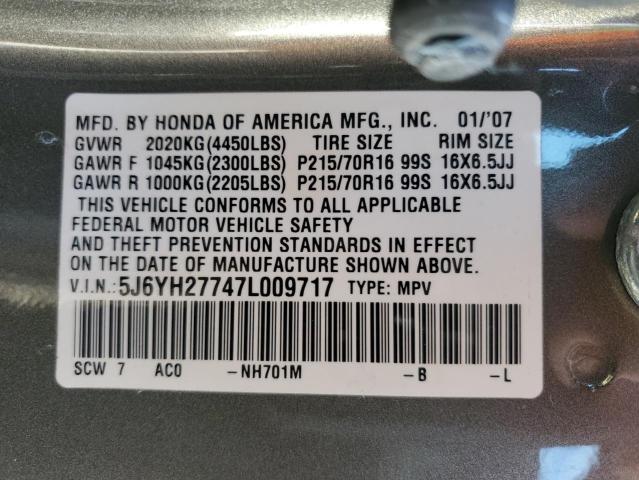 MFD. BY HONDA OF AMERICA MFG., INC. 01/'07
GVWR 2020KG(4450LBS) TIRE SIZE RIM SIZE
GAWR F 1045KG(2300LBS) P215/70R16 99S 16X6.5JJ
GAWR R 1000KG(2205LBS) P215/70R16 99S 16X6.5JJ
THIS VEHICLE CONFORMS TO ALL APPLICABLE
FEDERAL MOTOR VEHICLE SAFETY
AND THEFT PREVENTION STANDARDS IN EFFECT
ON THE DATE OF MANUFACTURE SHOWN ABOVE.
V.I.N.: 5J6YH27747L009717 TYPE: MPV
SCW 7 AC0 -NH701M -B -L